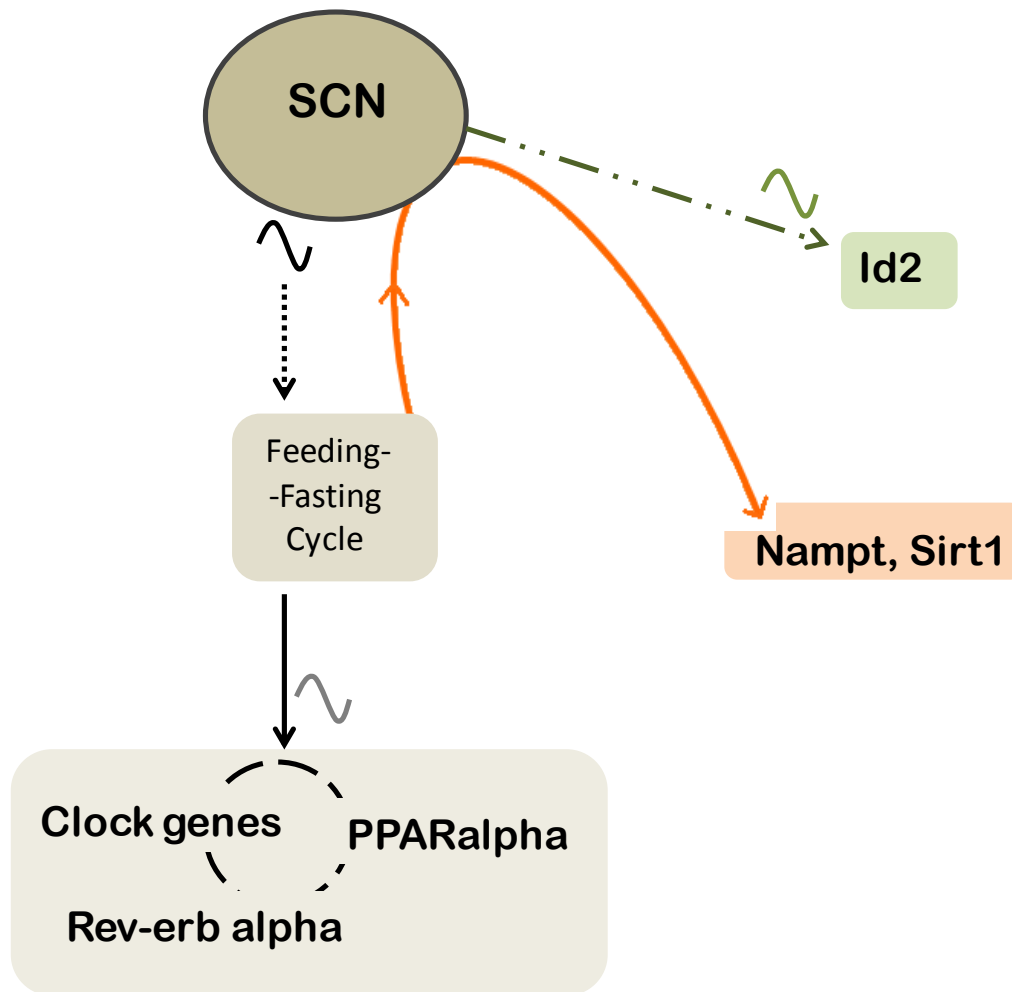 SCN
Id2
Feeding-
-Fasting
Cycle
Nampt, Sirt1
Clock genes
PPARalpha
Rev-erb alpha